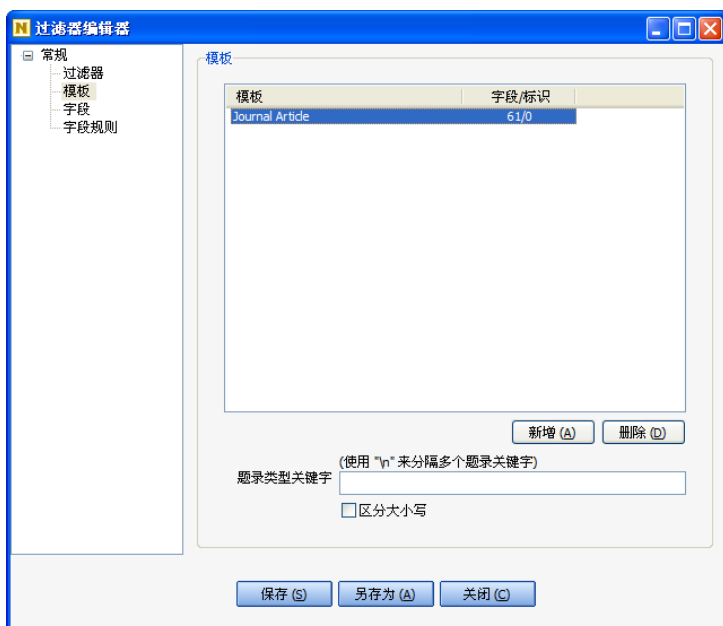 N 过滤器编辑器
常规
过滤器
模板
字段
字段规则
模板
模板 字段/标识
Journal Article 61/0
新增 (A) 删除 (D)
(使用 "\n" 来分隔多个题录关键字)
题录类型关键字
区分大小写
保存 (S) 另存为 (A) 关闭 (C)